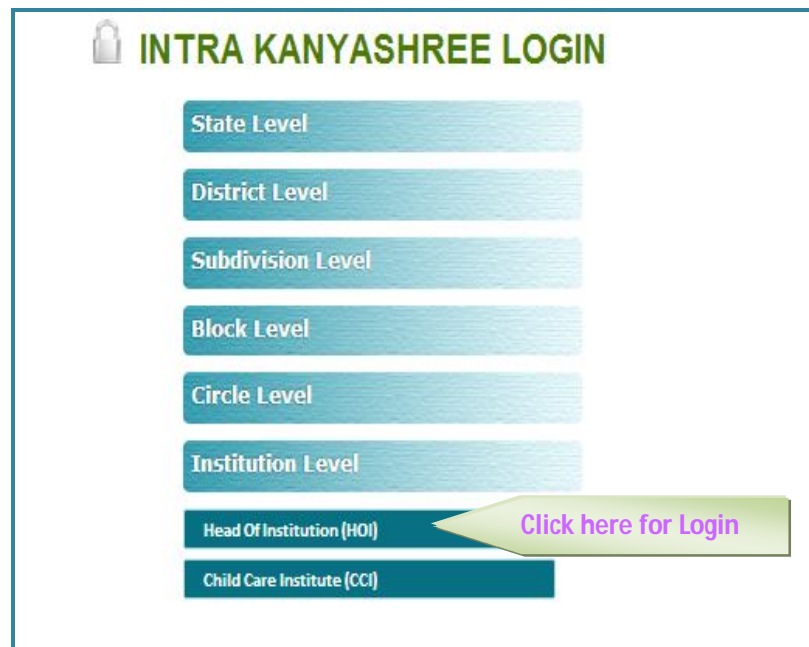 INTRA KANYASHREE LOGIN
State Level
District Level
Subdivision Level
Block Level
Circle Level
Institution Level
Head Of Institution (HOI)
Click here for Login
Child Care Institute (CCI)